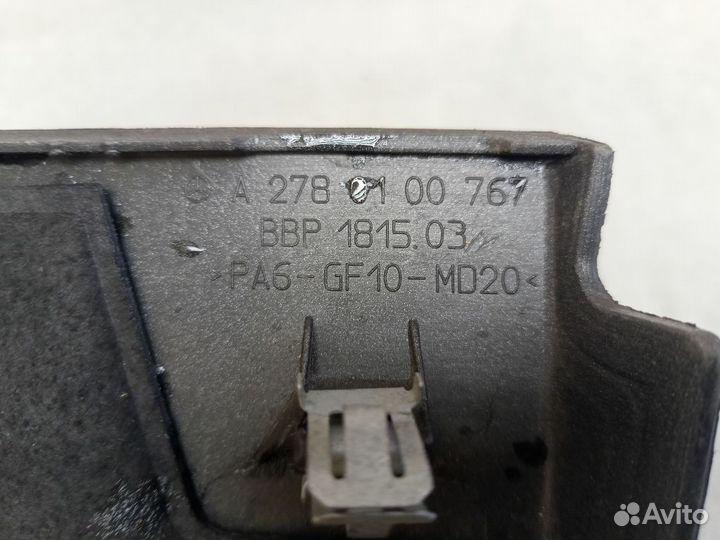 A 278 01 00 767
BBP 1815.03
>PA6-GF10-MD20<
Avito